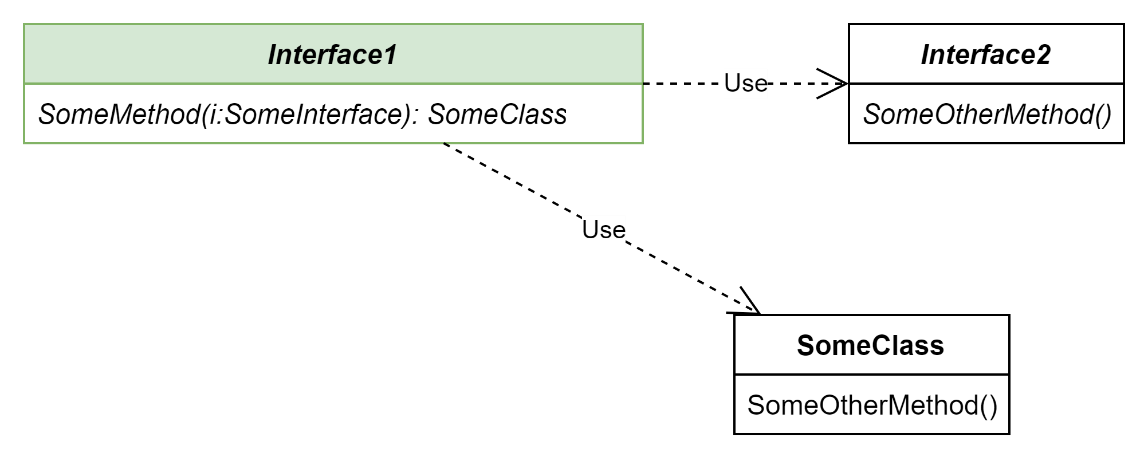 Interface1
SomeMethod(i:SomeInterface): SomeClass
Use
Interface2
SomeOtherMethod()
Use
SomeClass
SomeOtherMethod()